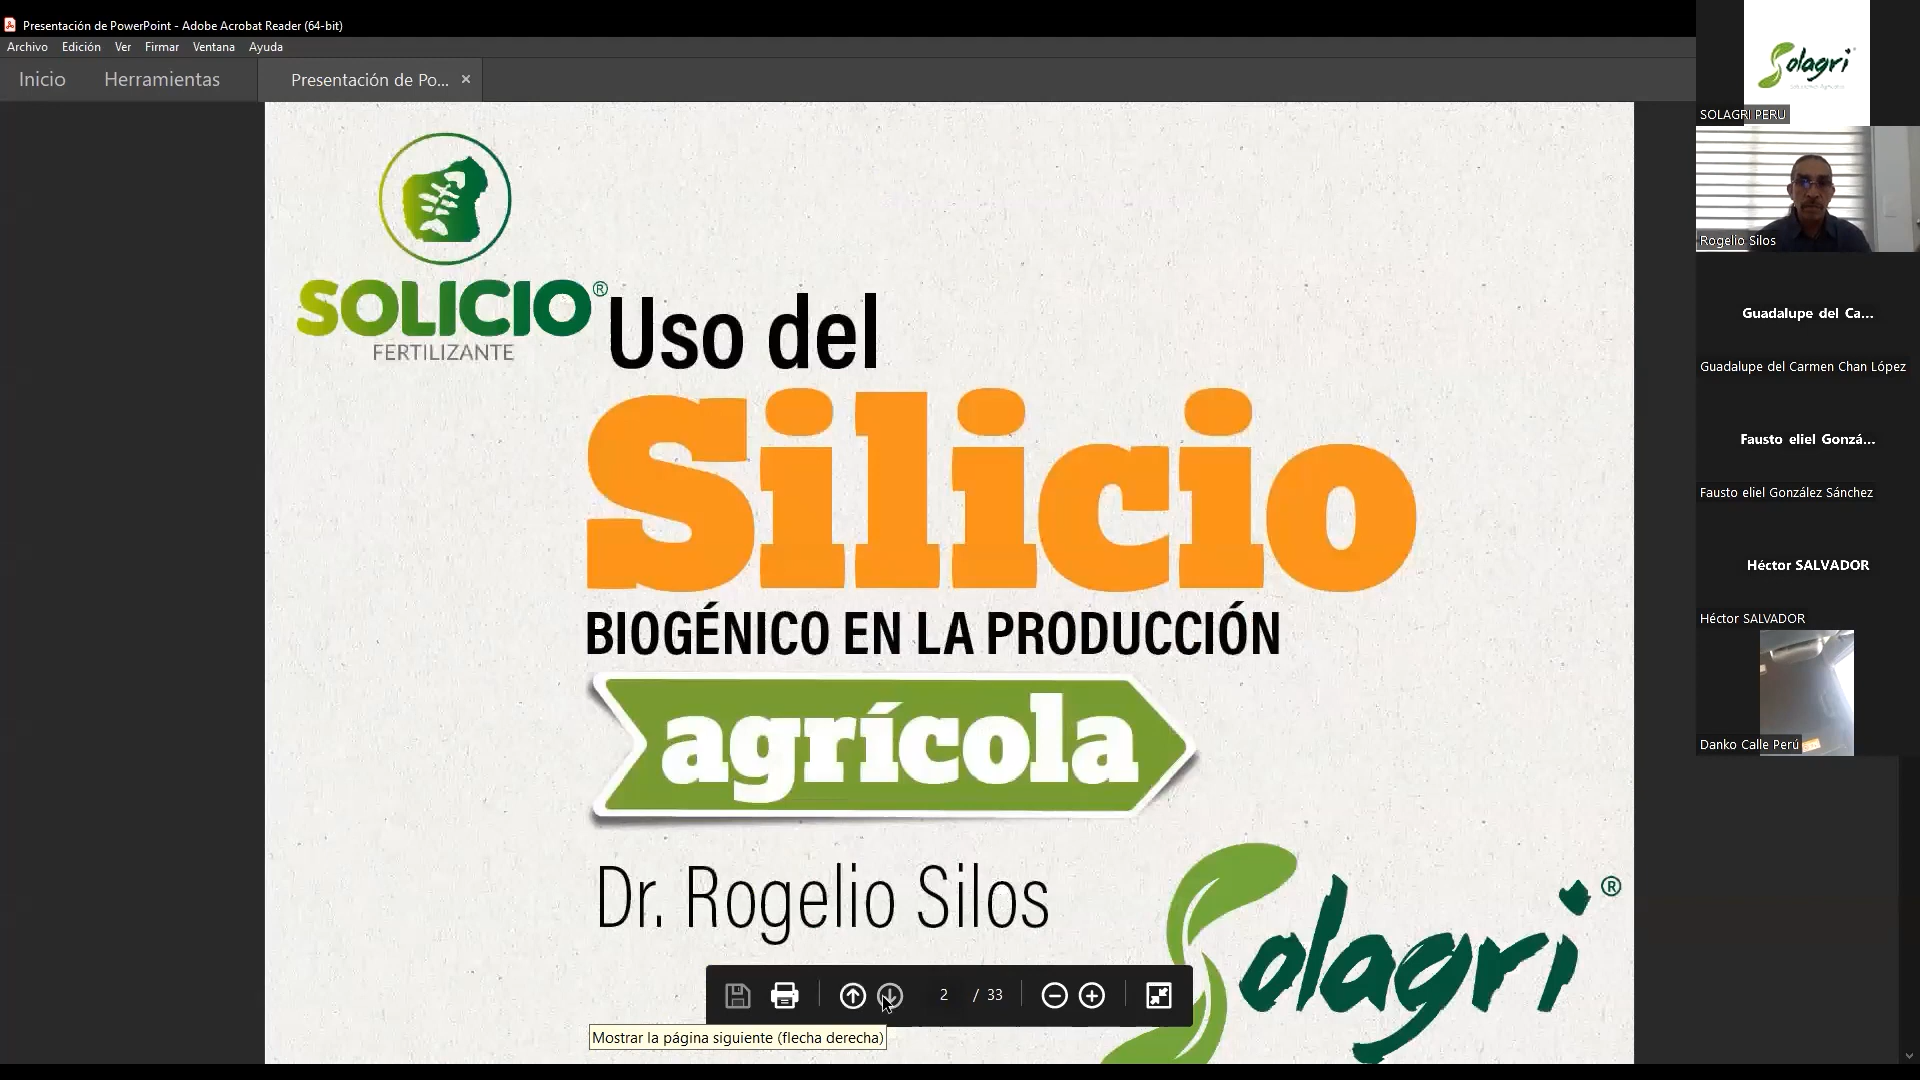 Presentación de PowerPoint - Adobe Acrobat Reader (64-bit)
Archivo Edición Ver Firmar Ventana Ayuda
Inicio Herramientas Presentación de Po... ×
SOLICIO®
FERTILIZANTE
Uso del
Silicio
BIOGÉNICO EN LA PRODUCCIÓN
agrícola
Dr. Rogelio Silos
Solagri ®
2 / 33
Mostrar la página siguiente (flecha derecha)
Solagri
SOLAGRI PERU
Rogelio Silos
Guadalupe del Ca...
Guadalupe del Carmen Chan López
Fausto eliel Gonzá...
Fausto eliel González Sánchez
Héctor SALVADOR
Héctor SALVADOR
Danko Calle Perú